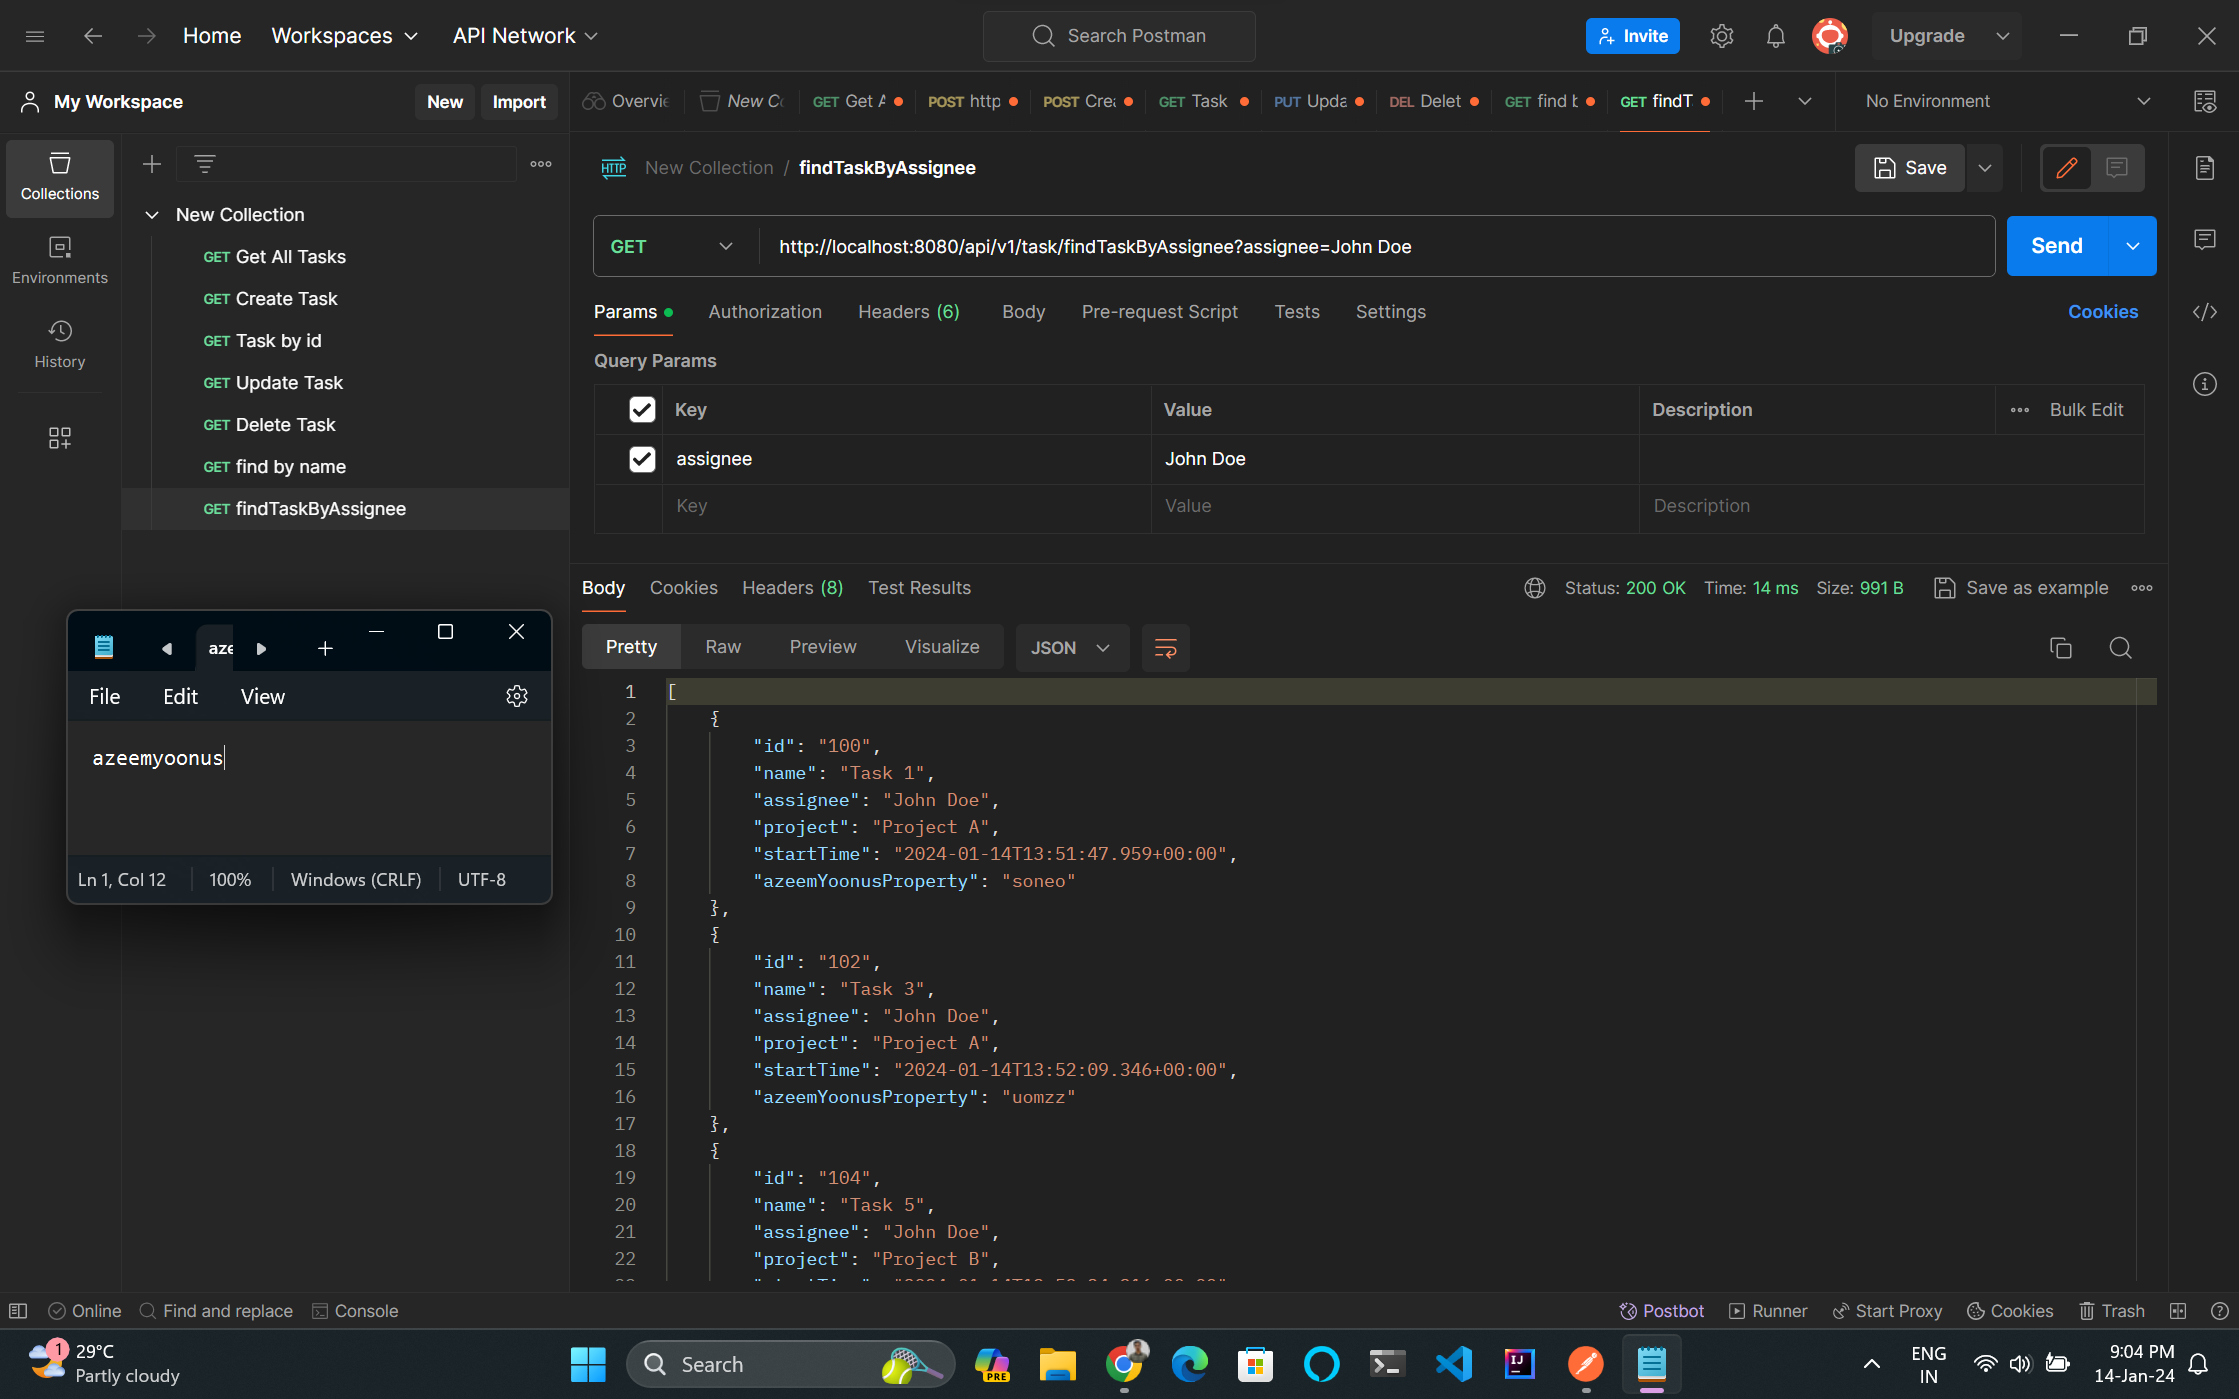 Home Workspaces API Network Search Postman Invite Upgrade
My Workspace New Import
Overvie New Co GET Get A POST http POST Crea GET Task PUT Upda DEL Delet GET find b GET findT No Environment
Collections
Environments
History
New Collection
GET Get All Tasks
GET Create Task
GET Task by id
GET Update Task
GET Delete Task
GET find by name
GET findTaskByAssignee
HTTP New Collection / findTaskByAssignee Save
GET http://localhost:8080/api/v1/task/findTaskByAssignee?assignee=John Doe Send
Params Authorization Headers (6) Body Pre-request Script Tests Settings Cookies
Query Params
Key Value Description Bulk Edit
assignee John Doe
Key Value Description
Body Cookies Headers (8) Test Results Status: 200 OK Time: 14 ms Size: 991 B Save as example
Pretty Raw Preview Visualize JSON
1 [
2 {
3 "id": "100",
4 "name": "Task 1",
5 "assignee": "John Doe",
6 "project": "Project A",
7 "startTime": "2024-01-14T13:51:47.959+00:00",
8 "azeemYoonusProperty": "soneo"
9 },
10 {
11 "id": "102",
12 "name": "Task 3",
13 "assignee": "John Doe",
14 "project": "Project A",
15 "startTime": "2024-01-14T13:52:09.346+00:00",
16 "azeemYoonusProperty": "uomzz"
17 },
18 {
19 "id": "104",
20 "name": "Task 5",
21 "assignee": "John Doe",
22 "project": "Project B",
aze
File Edit View
azeemyoonus
Ln 1, Col 12 100% Windows (CRLF) UTF-8
Online Find and replace Console Postbot Runner Start Proxy Cookies Trash
1 29°C
Partly cloudy
Search
PRE
IJ
ENG
IN
9:04 PM
14-Jan-24